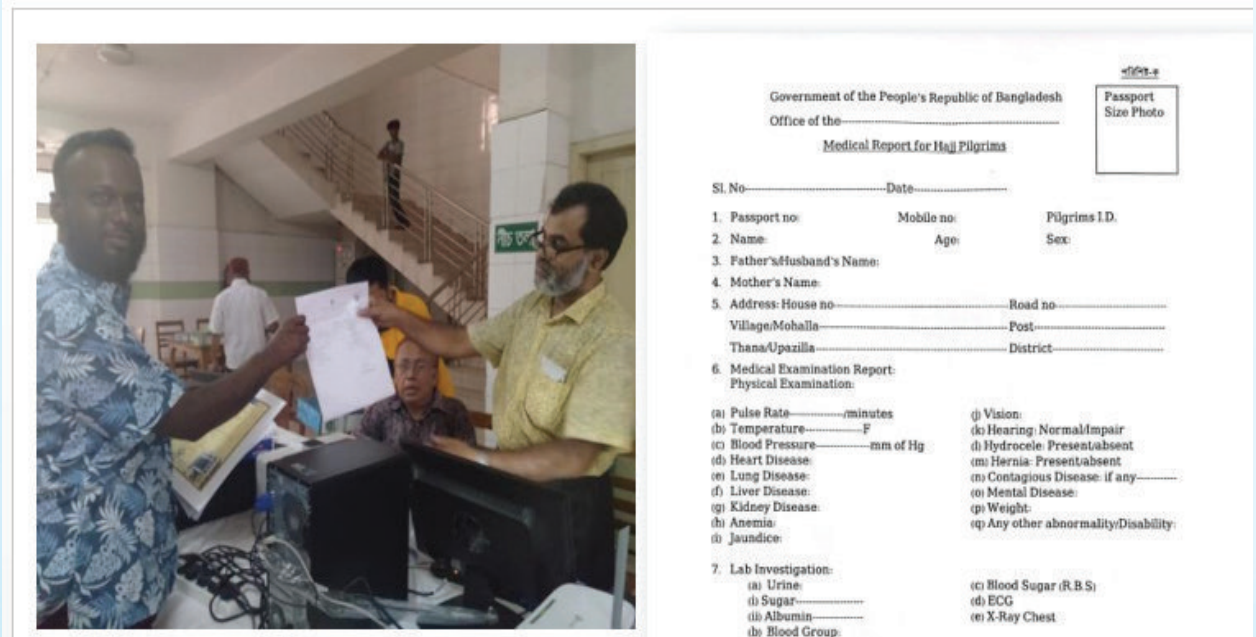 নীচ তলা
পরিশিষ্ট-ক
Government of the People's Republic of Bangladesh
Passport
Size Photo
Office of the
Medical Report for Hajj Pilgrims
Sl. No Date
1. Passport no: Mobile no: Pilgrims I.D.
2. Name: Age: Sex:
3. Father's/Husband's Name:
4. Mother's Name:
5. Address: House no Road no
Village/Mohalla Post
Thana/Upazilla District
6. Medical Examination Report:
Physical Examination:
(a) Pulse Rate /minutes
(b) Temperature F
(c) Blood Pressure mm of Hg
(d) Heart Disease:
(e) Lung Disease:
(f) Liver Disease:
(g) Kidney Disease:
(h) Anemia:
(i) Jaundice:
(j) Vision:
(k) Hearing: Normal/Impair
(l) Hydrocele: Present/absent
(m) Hernia: Present/absent
(n) Contagious Disease: if any
(o) Mental Disease:
(p) Weight:
(q) Any other abnormality/Disability:
7. Lab Investigation:
(a) Urine:
(i) Sugar
(ii) Albumin
(b) Blood Group:
(c) Blood Sugar (R.B.S)
(d) ECG
(e) X-Ray Chest